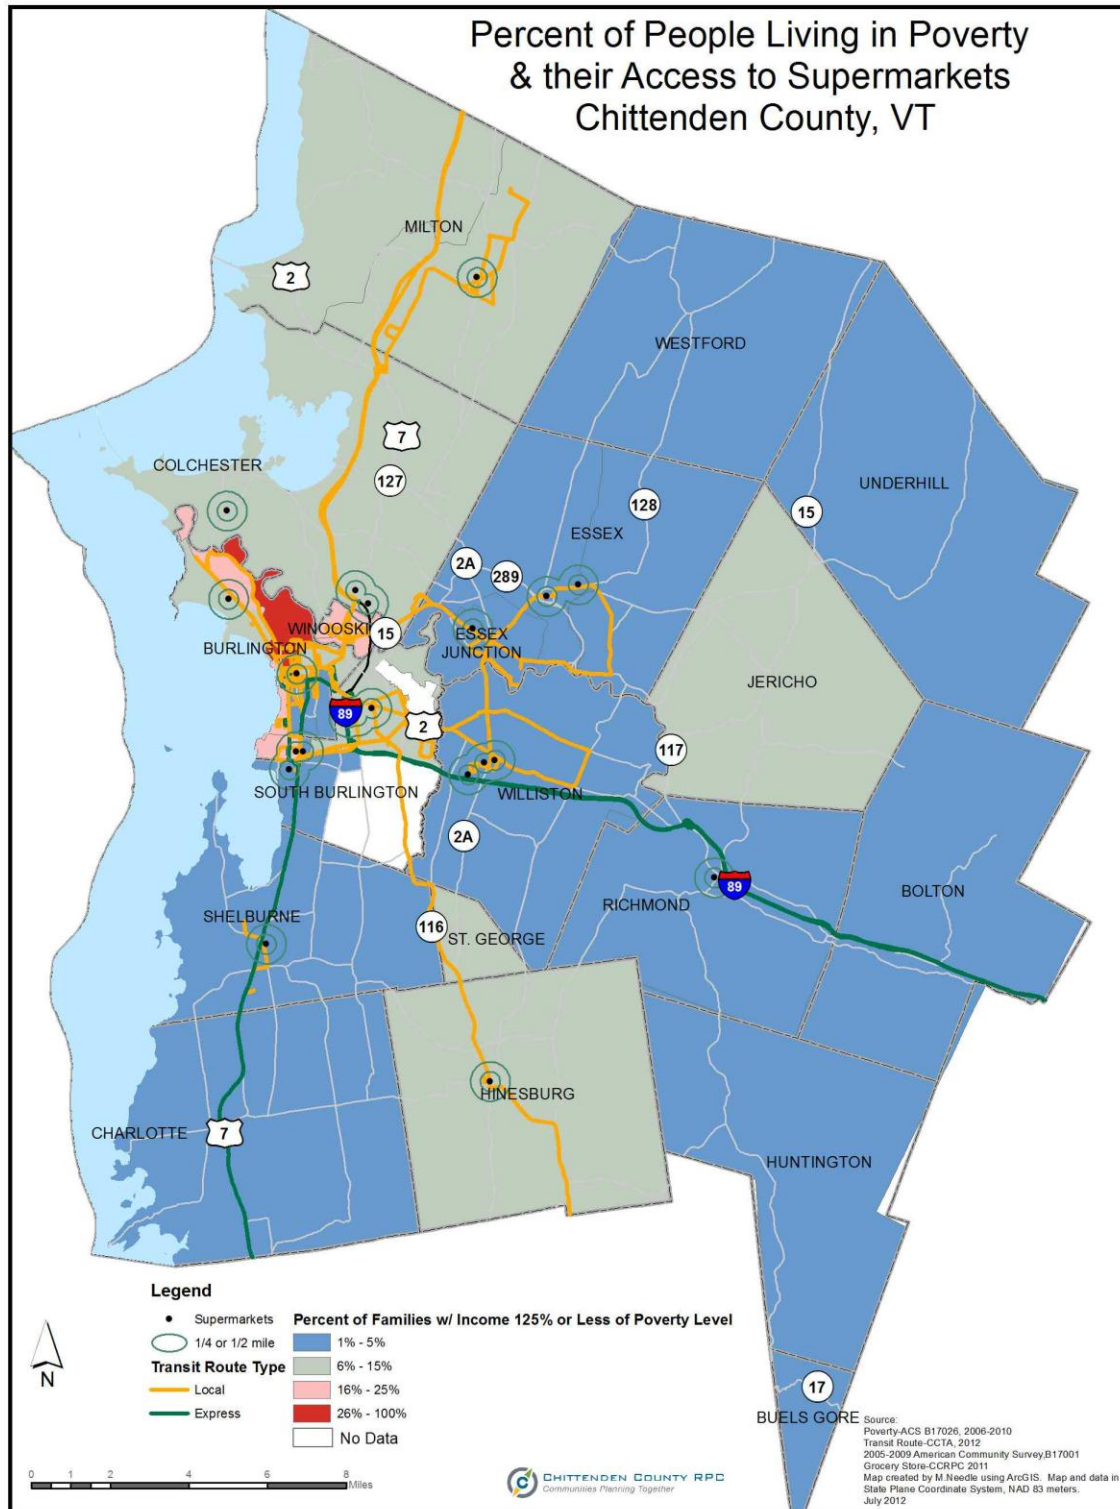 Percent of People Living in Poverty
& their Access to Supermarkets
Chittenden County, VT
MILTON
2
WESTFORD
7
COLCHESTER
127
UNDERHILL
128
15
ESSEX
2A
289
WINOOSKI
15
ESSEX
JUNCTION
BURLINGTON
JERICHO
89
2
117
SOUTH BURLINGTON
WILLISTON
2A
89
BOLTON
RICHMOND
SHELBURNE
116
ST. GEORGE
HINESBURG
CHARLOTTE
7
HUNTINGTON
17
BUELS GORE
Legend
Supermarkets
1/4 or 1/2 mile
Transit Route Type
Local
Express
Percent of Families w/ Income 125% or Less of Poverty Level
1% - 5%
6% - 15%
16% - 25%
26% - 100%
No Data
N
0 1 2 4 6 8
Miles
CHITTENDEN COUNTY RPC
Communities Planning Together
Source:
Poverty-ACS B17026, 2006-2010
Transit Route-CCTA, 2012
2005-2009 American Community Survey,B17001
Grocery Store-CCRPC 2011
Map created by M.Needle using ArcGIS. Map and data in
State Plane Coordinate System, NAD 83 meters.
July 2012